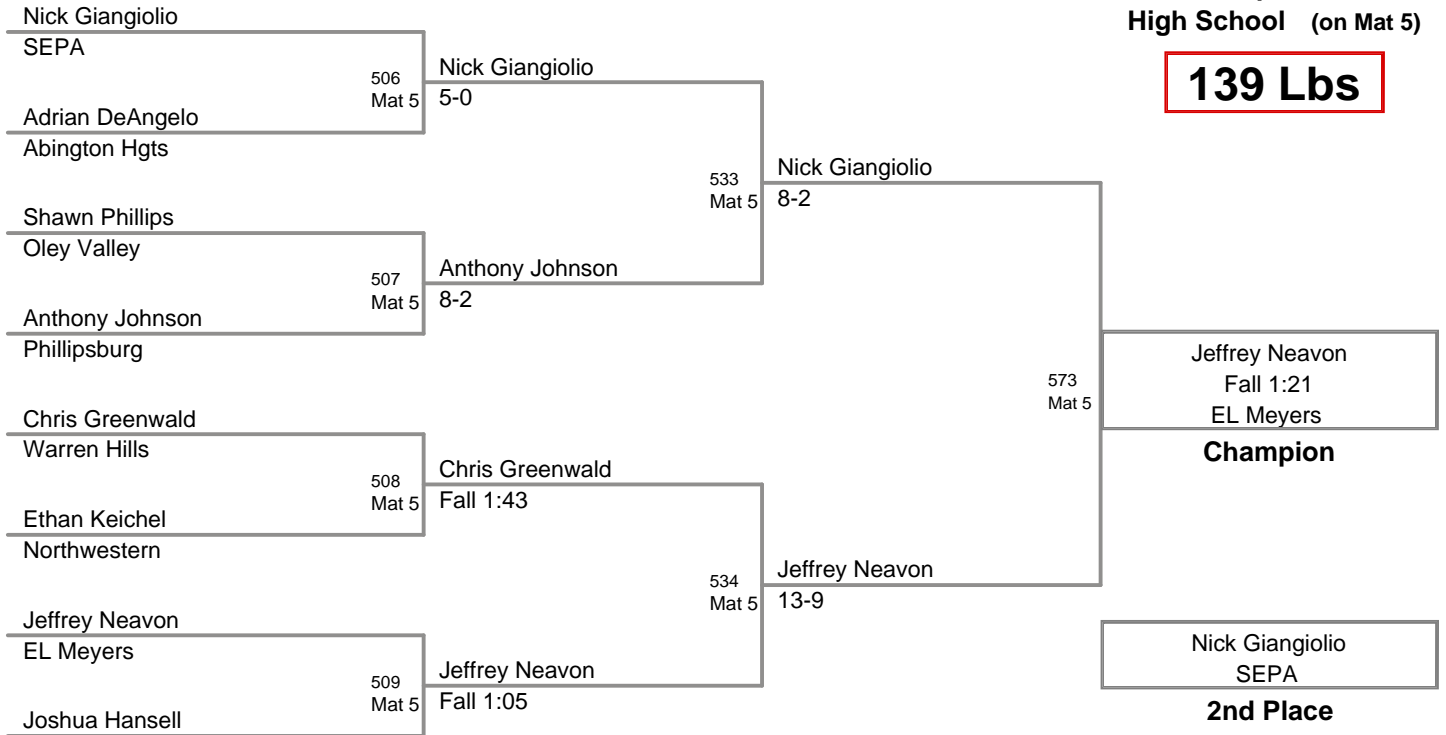 High School (on Mat 5)
139 Lbs
Nick Giangiolio
SEPA
506
Mat 5
Adrian DeAngelo
Abington Hgts
Nick Giangiolio
5-0
Shawn Phillips
Oley Valley
507
Mat 5
Anthony Johnson
Phillipsburg
Anthony Johnson
8-2
533
Mat 5
Nick Giangiolio
8-2
Chris Greenwald
Warren Hills
508
Mat 5
Ethan Keichel
Northwestern
Chris Greenwald
Fall 1:43
Jeffrey Neavon
EL Meyers
509
Mat 5
Joshua Hansell
Jeffrey Neavon
Fall 1:05
534
Mat 5
Jeffrey Neavon
13-9
573
Mat 5
Jeffrey Neavon
Fall 1:21
EL Meyers
Champion
Nick Giangiolio
SEPA
2nd Place